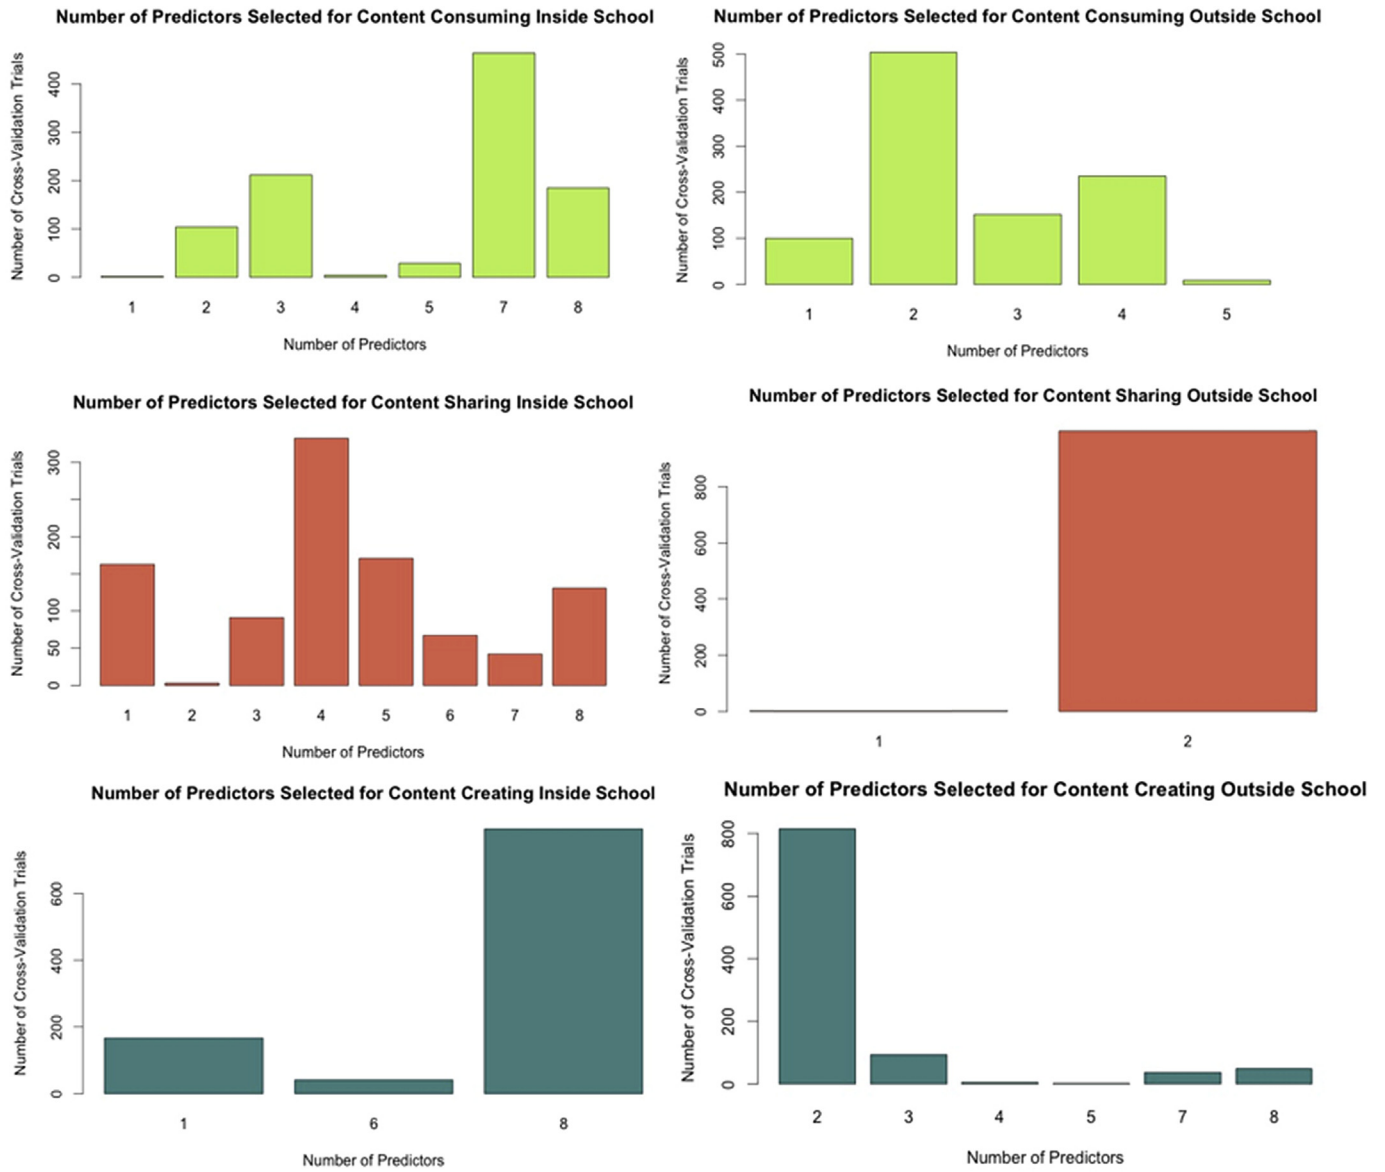 Number of Predictors Selected for Content Consuming Inside School
Number of Cross-Validation Trials
0 100 200 300 400
1 2 3 4 5 7 8
Number of Predictors
Number of Predictors Selected for Content Consuming Outside School
Number of Cross-Validation Trials
0 100 200 300 400 500
1 2 3 4 5
Number of Predictors
Number of Predictors Selected for Content Sharing Inside School
Number of Cross-Validation Trials
0 50 100 200 300
1 2 3 4 5 6 7 8
Number of Predictors
Number of Predictors Selected for Content Sharing Outside School
Number of Cross-Validation Trials
0 200 400 600 800
1 2
Number of Predictors Selected for Content Creating Inside School
Number of Cross-Validation Trials
0 200 400 600
1 6 8
Number of Predictors
Number of Predictors Selected for Content Creating Outside School
Number of Cross-Validation Trials
0 200 400 600 800
2 3 4 5 7 8
Number of Predictors